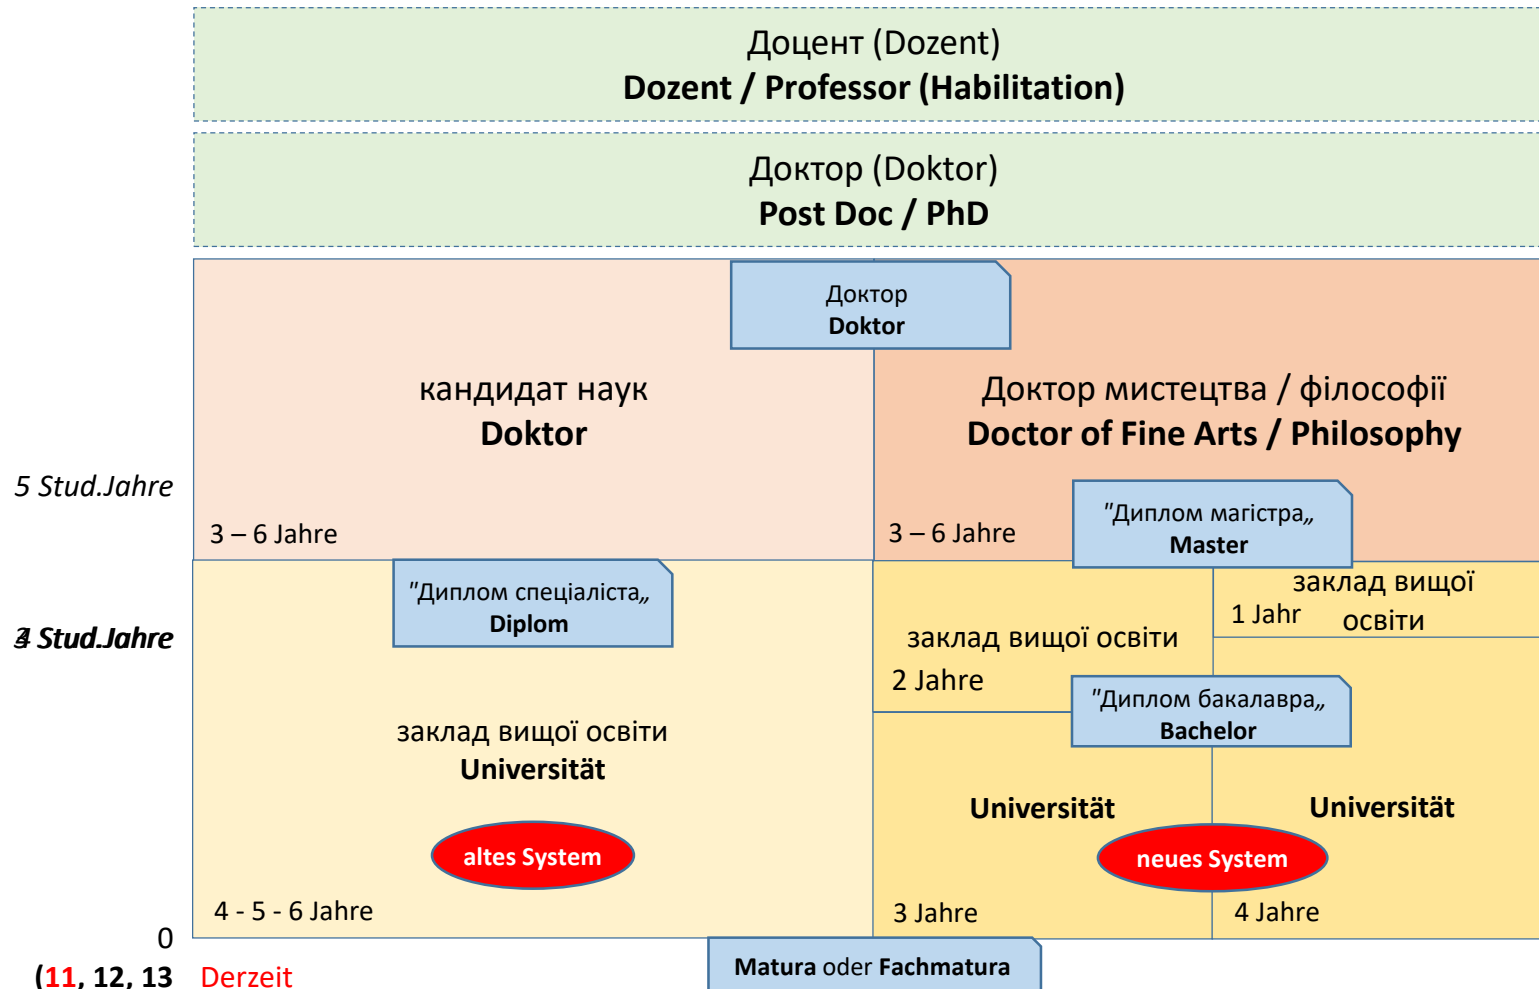 Доцент (Dozent)
Dozent / Professor (Habilitation)
Доктор (Doktor)
Post Doc / PhD
Доктор
Doktor
кандидат наук
Doktor
Доктор мистецтва / філософії
Doctor of Fine Arts / Philosophy
5 Stud.Jahre
3 – 6 Jahre
3 – 6 Jahre
"Диплом магістра„
Master
"Диплом спеціаліста„
Diplom
заклад вищої
1 Jahr
освіти
Stud.Jahre
заклад вищої освіти
2 Jahre
"Диплом бакалавра„
Bachelor
заклад вищої освіти
Universität
Universität
Universität
altes System
neues System
4 - 5 - 6 Jahre
3 Jahre
4 Jahre
0
Matura oder Fachmatura
(11, 12, 13
Derzeit